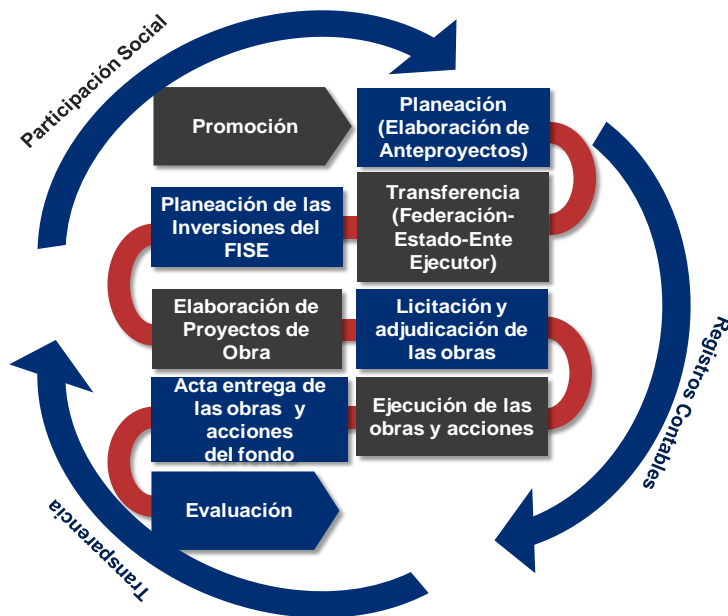 Participación Social
Promoción
Planeación
(Elaboración de
Anteproyectos)
Planeación de las
Inversiones del
FISE
Transferencia
(Federación-
Estado-Ente
Ejecutor)
Elaboración de
Proyectos de
Obra
Licitación y
adjudicación de
las obras
Acta entrega de
las obras y
acciones
del fondo
Ejecución de las
obras y acciones
Evaluación
Registros Contables
Transparencia